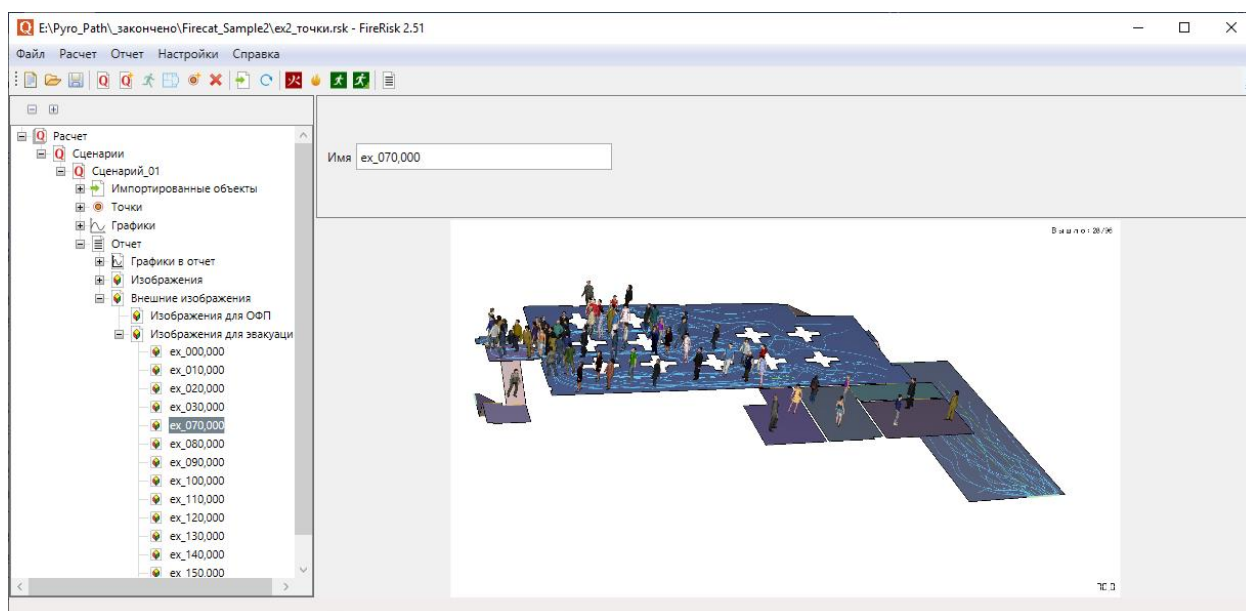 E:\Pyro_Path\_закончено\Firecat_Sample2\ex2_точки.rsk - FireRisk 2.51
Файл Расчет Отчет Настройки Справка
Расчет
Сценарии
Сценарий_01
Импортированные объекты
Точки
Графики
Отчет
Графики в отчет
Изображения
Внешние изображения
Изображения для ОФП
Изображения для эвакуаци
ex_000,000
ex_010,000
ex_020,000
ex_030,000
ex_070,000
ex_080,000
ex_090,000
ex_100,000
ex_110,000
ex_120,000
ex_130,000
ex_140,000
ex_150,000
Имя ex_070,000
Вышло: 28/96